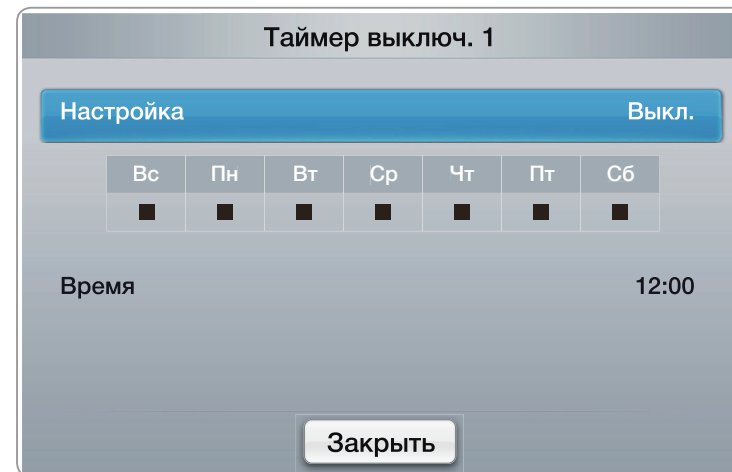 Таймер выключ. 1
Настройка Выкл.
Вс Пн Вт Ср Чт Пт Сб
Время 12:00
Закрыть